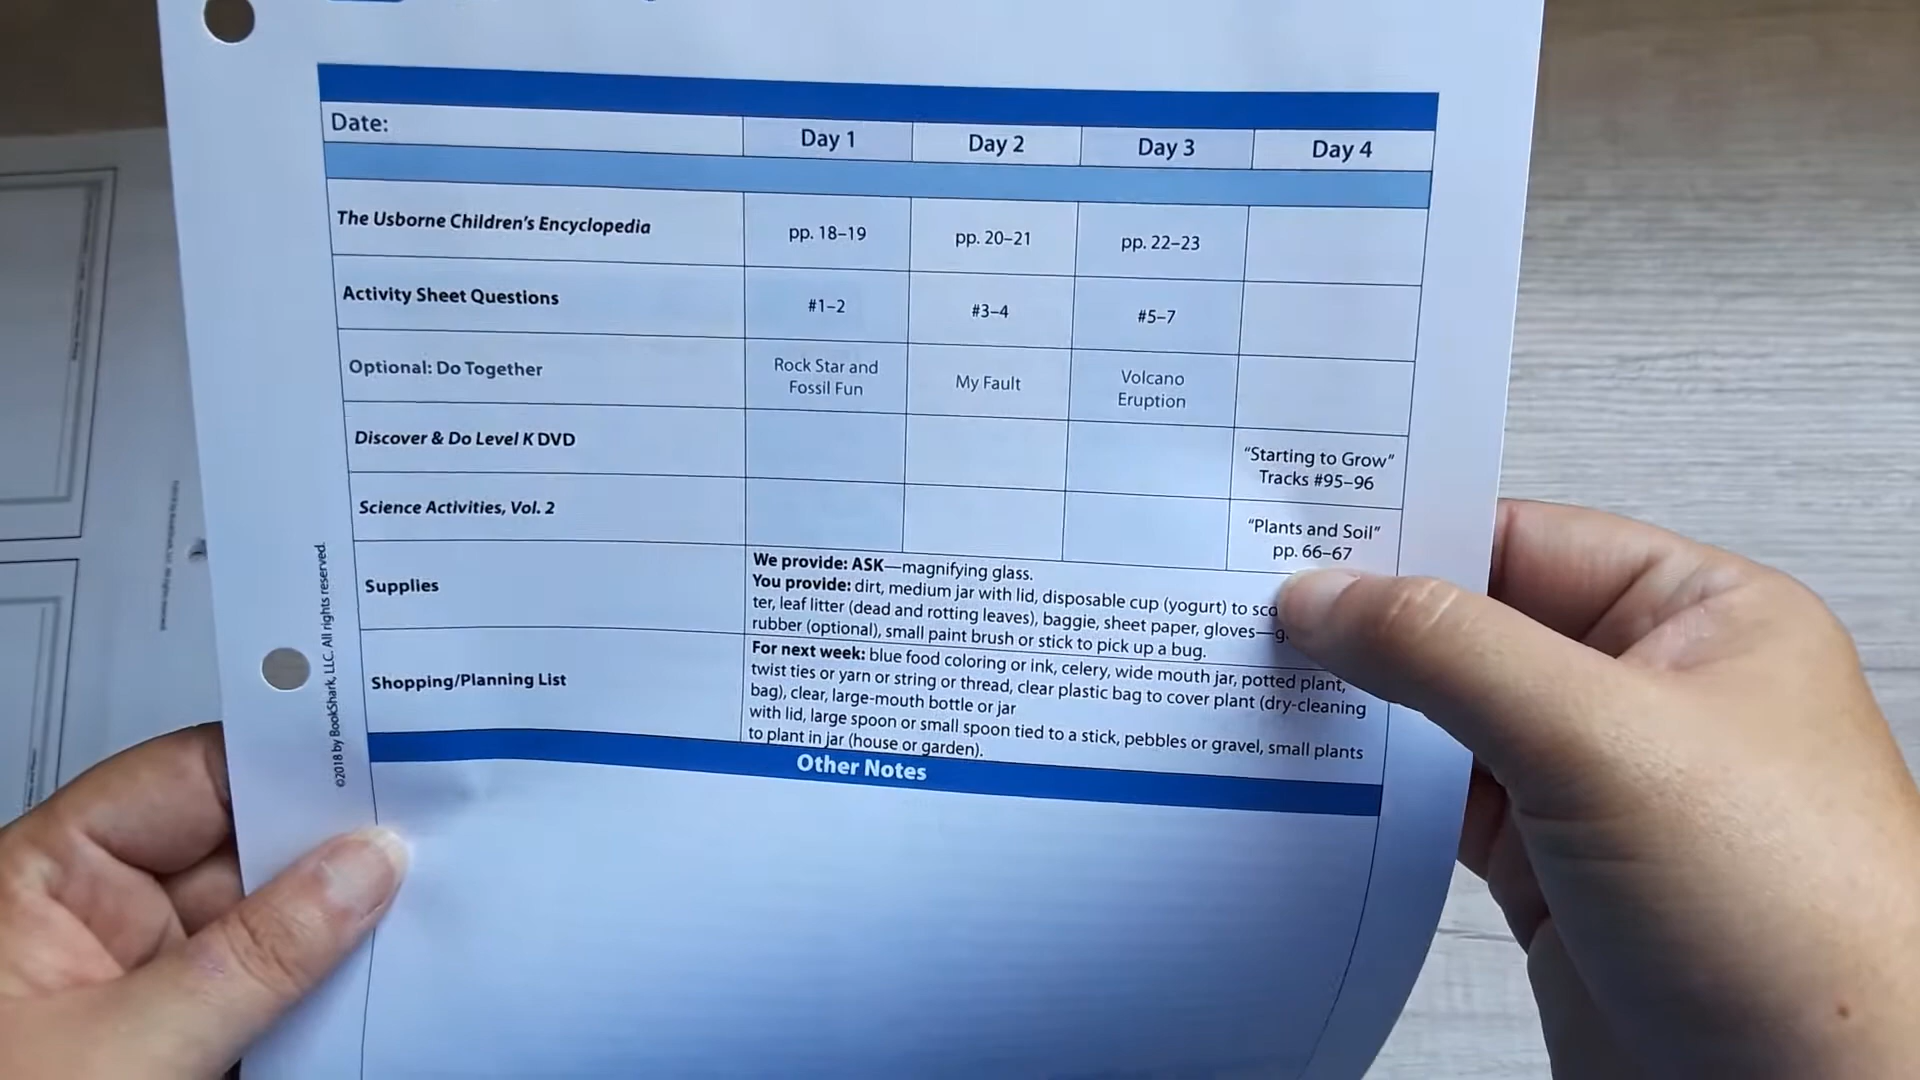 Date:
Day 1
Day 2
Day 3
Day 4
The Usborne Children's Encyclopedia
pp. 18–19
pp. 20–21
pp. 22–23
Activity Sheet Questions
#1–2
#3–4
#5–7
Optional: Do Together
Rock Star and
Fossil Fun
My Fault
Volcano
Eruption
Discover & Do Level K DVD
"Starting to Grow"
Tracks #95–96
Science Activities, Vol. 2
"Plants and Soil"
pp. 66–67
Supplies
We provide: ASK—magnifying glass.
You provide: dirt, medium jar with lid, disposable cup (yogurt) to
ter, leaf litter (dead and rotting leaves), baggie, sheet paper, gloves—
rubber (optional), small paint brush or stick to pick up a bug.
Shopping/Planning List
For next week: blue food coloring or ink, celery, wide mouth jar, potted plant,
twist ties or yarn or string or thread, clear plastic bag to cover plant (dry-cleaning
bag), clear, large-mouth bottle or jar
with lid, large spoon or small spoon tied to a stick, pebbles or gravel, small plants
to plant in jar (house or garden).
Other Notes
©2018 by BookShark, LLC. All rights reserved.